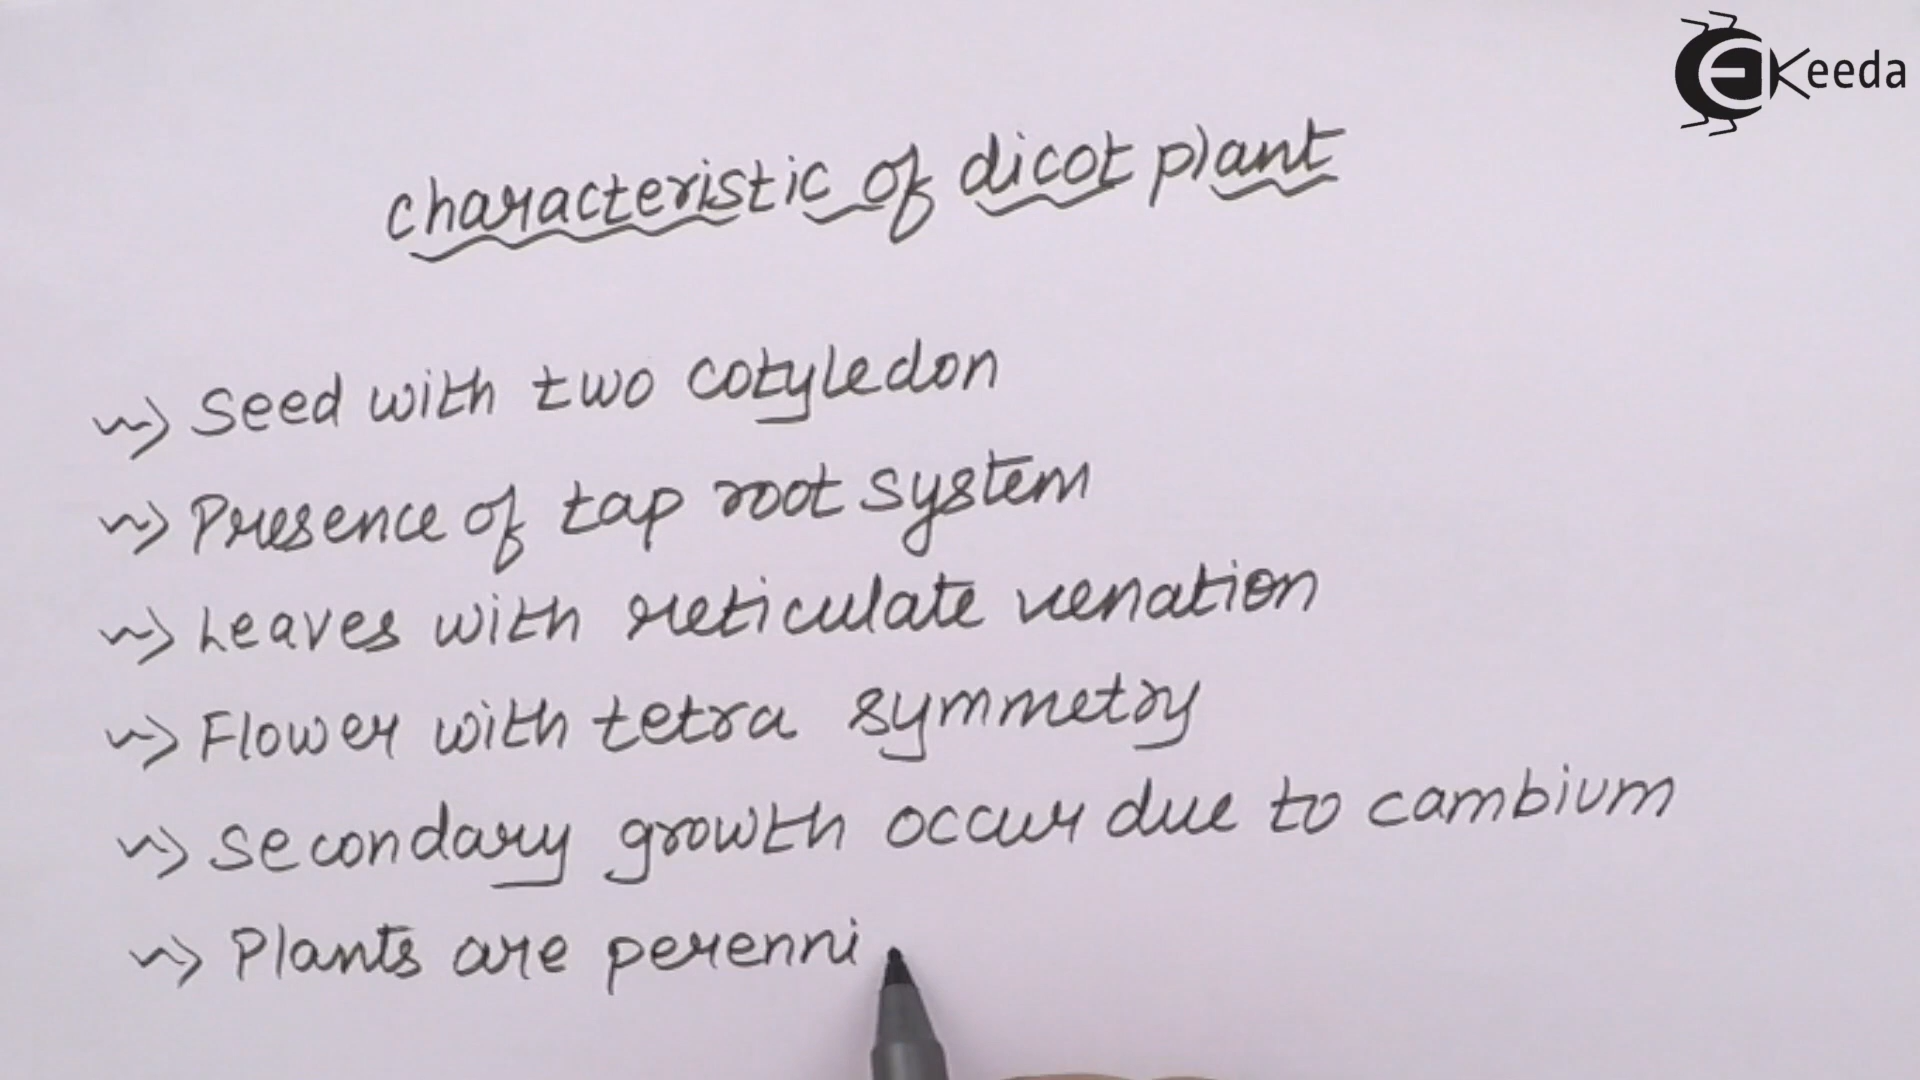 EKeeda
characteristic of dicot plant
~> Seed with two cotyledon
~> Presence of tap root system
~> Leaves with reticulate venation
~> Flower with tetra symmetry
~> secondary growth occur due to cambium
~> Plants are perenni